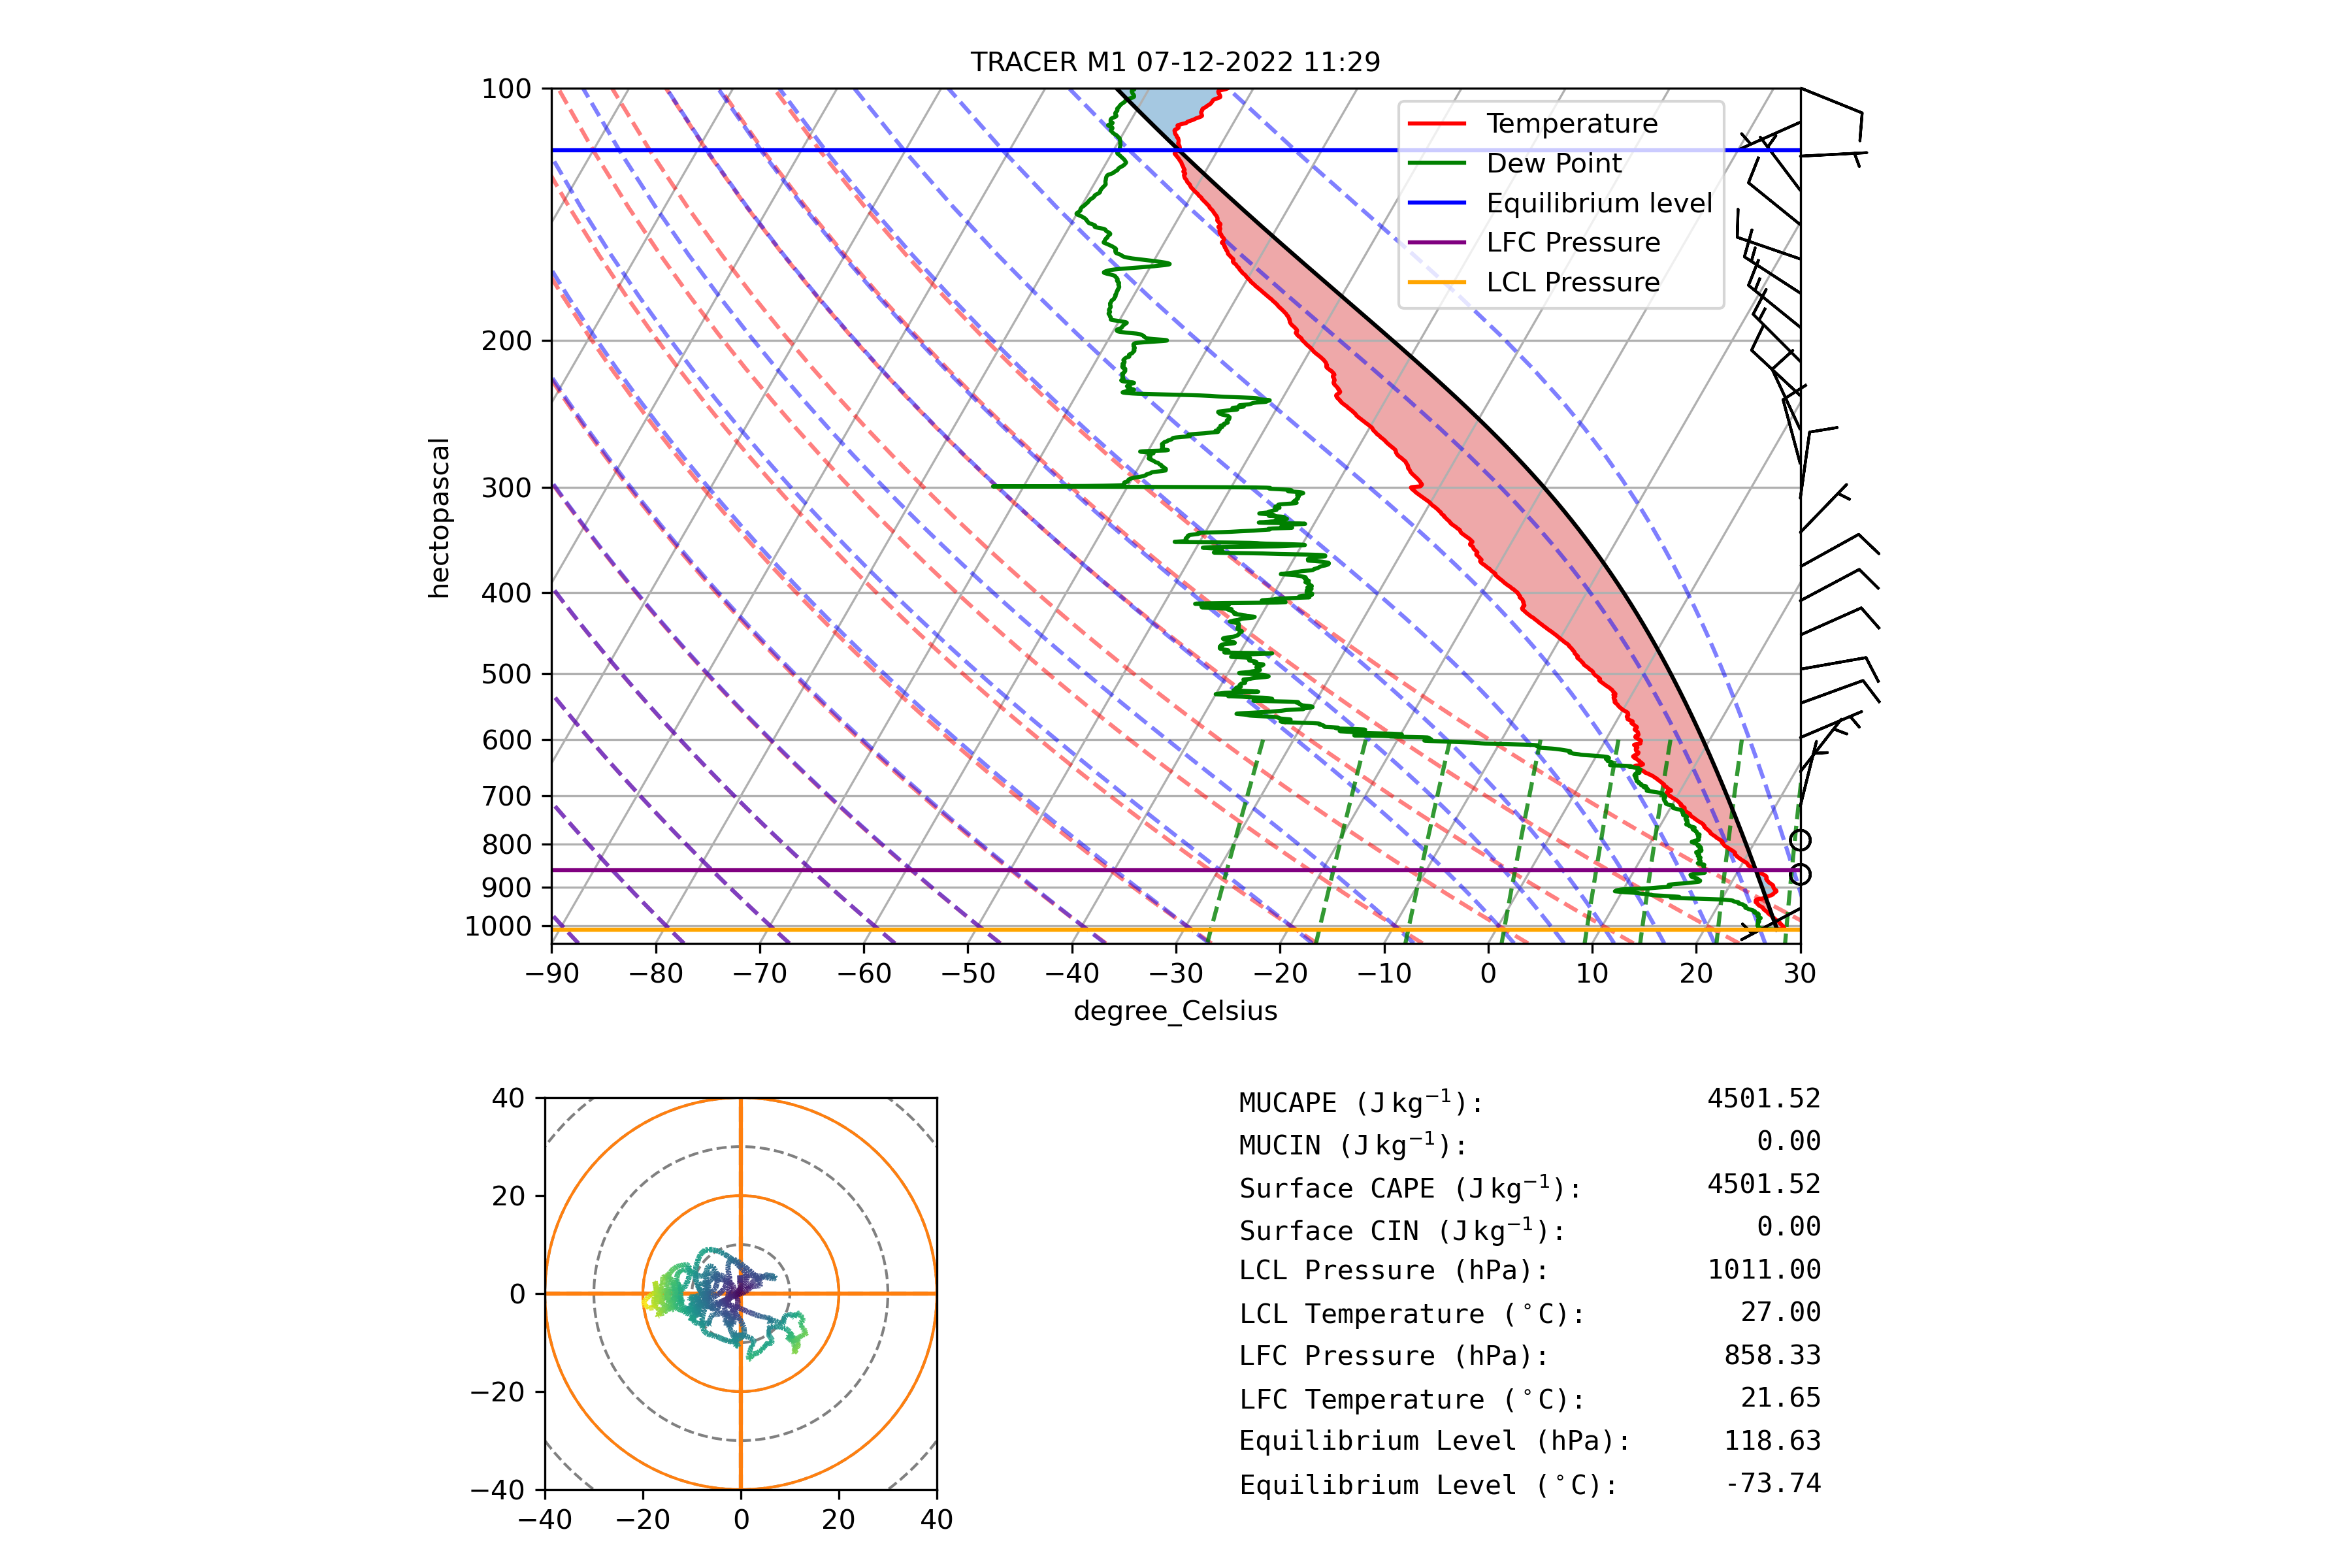 TRACER M1 07-12-2022 11:29
100
200
300
400
500
600
700
800
900
1000
hectopascal
Temperature
Dew Point
Equilibrium level
LFC Pressure
LCL Pressure
−90 −80 −70 −60 −50 −40 −30 −20 −10 0 10 20 30
degree_Celsius
40
20
0
−20
−40
−40 −20 0 20 40
MUCAPE (J kg⁻¹): 4501.52
MUCIN (J kg⁻¹): 0.00
Surface CAPE (J kg⁻¹): 4501.52
Surface CIN (J kg⁻¹): 0.00
LCL Pressure (hPa): 1011.00
LCL Temperature (°C): 27.00
LFC Pressure (hPa): 858.33
LFC Temperature (°C): 21.65
Equilibrium Level (hPa): 118.63
Equilibrium Level (°C): -73.74